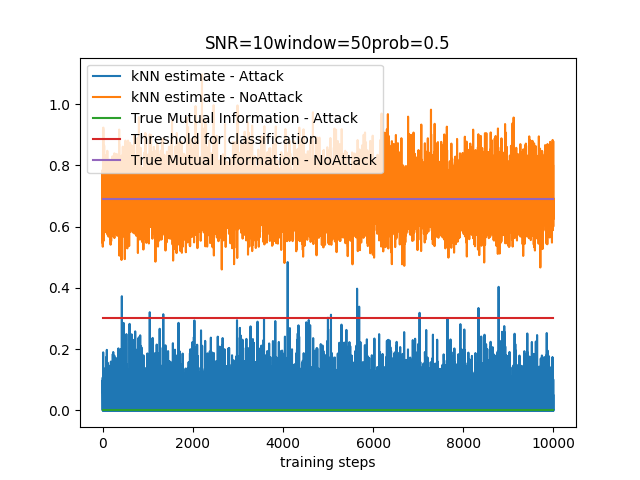 SNR=10window=50prob=0.5
kNN estimate - Attack
kNN estimate - NoAttack
True Mutual Information - Attack
Threshold for classification
True Mutual Information - NoAttack
1.0
0.8
0.6
0.4
0.2
0.0
0 2000 4000 6000 8000 10000
training steps